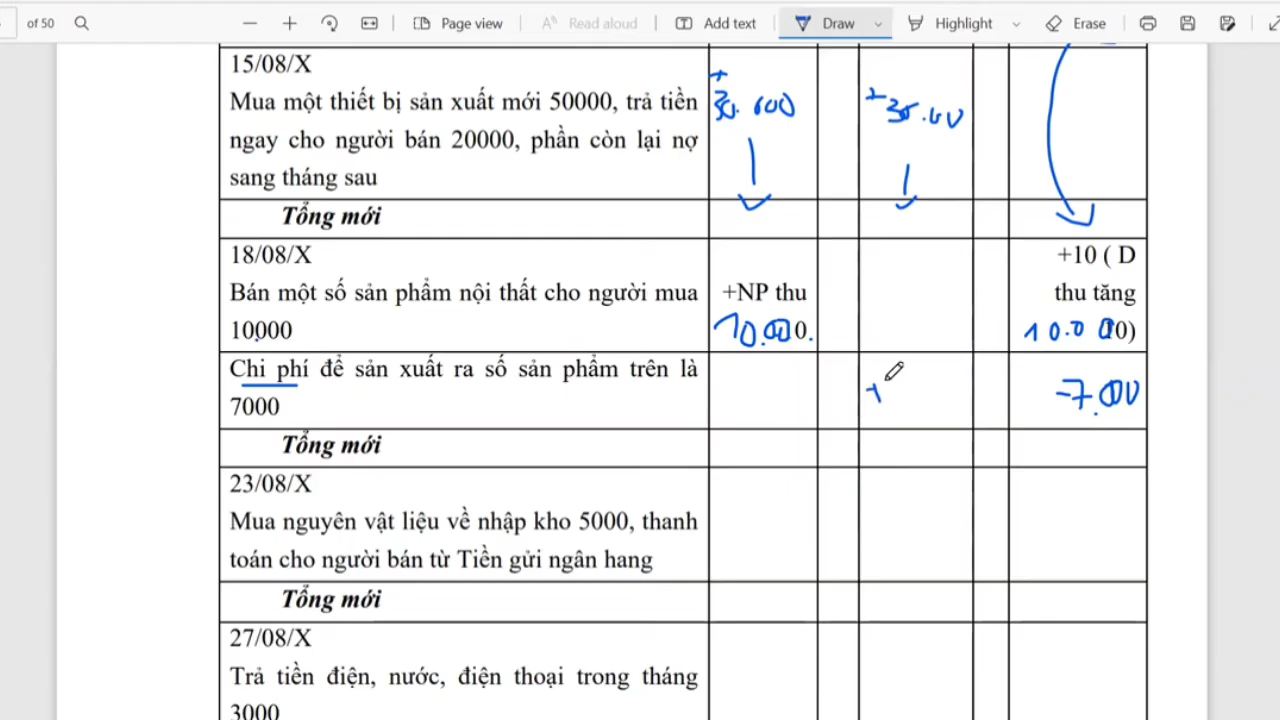 of 50 Page view Read aloud Add text Draw Highlight Erase
15/08/X
Mua một thiết bị sản xuất mới 50000, trả tiền
ngay cho người bán 20000, phần còn lại nợ
sang tháng sau
+
+
Tổng mới
18/08/X
Bán một số sản phẩm nội thất cho người mua
10.000
+NP thu
10.000.
+10 ( D
thu tăng
10.000)
Chi phí để sản xuất ra số sản phẩm trên là
7000
+
-7.000
Tổng mới
23/08/X
Mua nguyên vật liệu về nhập kho 5000, thanh
toán cho người bán từ Tiền gửi ngân hang
Tổng mới
27/08/X
Trả tiền điện, nước, điện thoại trong tháng
3000